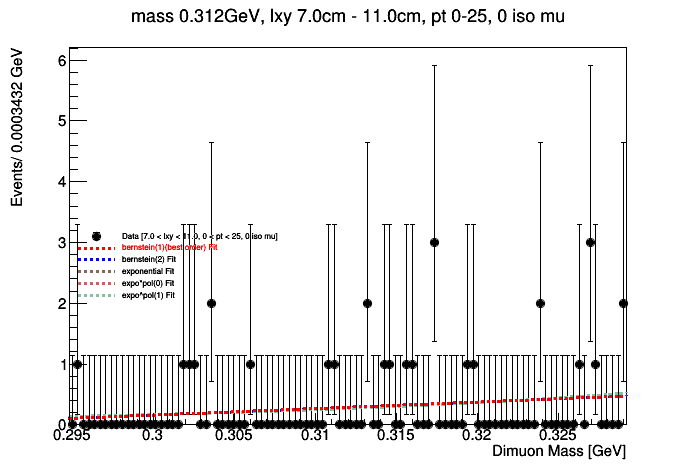 mass 0.312GeV, lxy 7.0cm - 11.0cm, pt 0-25, 0 iso mu
Events/ 0.0003432 GeV
6
5
4
3
2
1
0
Data [7.0 < lxy < 11.0, 0 < pt < 25, 0 iso mu]
bernstein(1)(best order) Fit
bernstein(2) Fit
exponential Fit
expo*pol(0) Fit
expo*pol(1) Fit
0.295 0.3 0.305 0.31 0.315 0.32 0.325
Dimuon Mass [GeV]